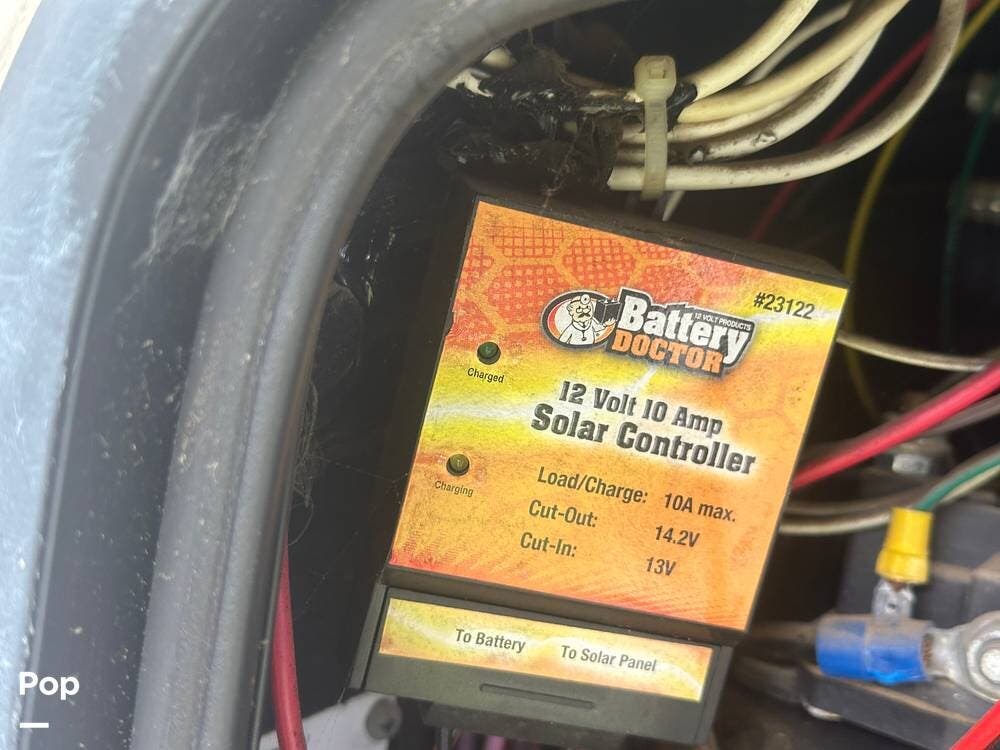 #23122
Battery
12 VOLT PRODUCTS
DOCTOR
Charged
12 Volt 10 Amp
Solar Controller
Charging
Load/Charge: 10A max.
Cut-Out: 14.2V
Cut-In: 13V
To Battery To Solar Panel
Pop